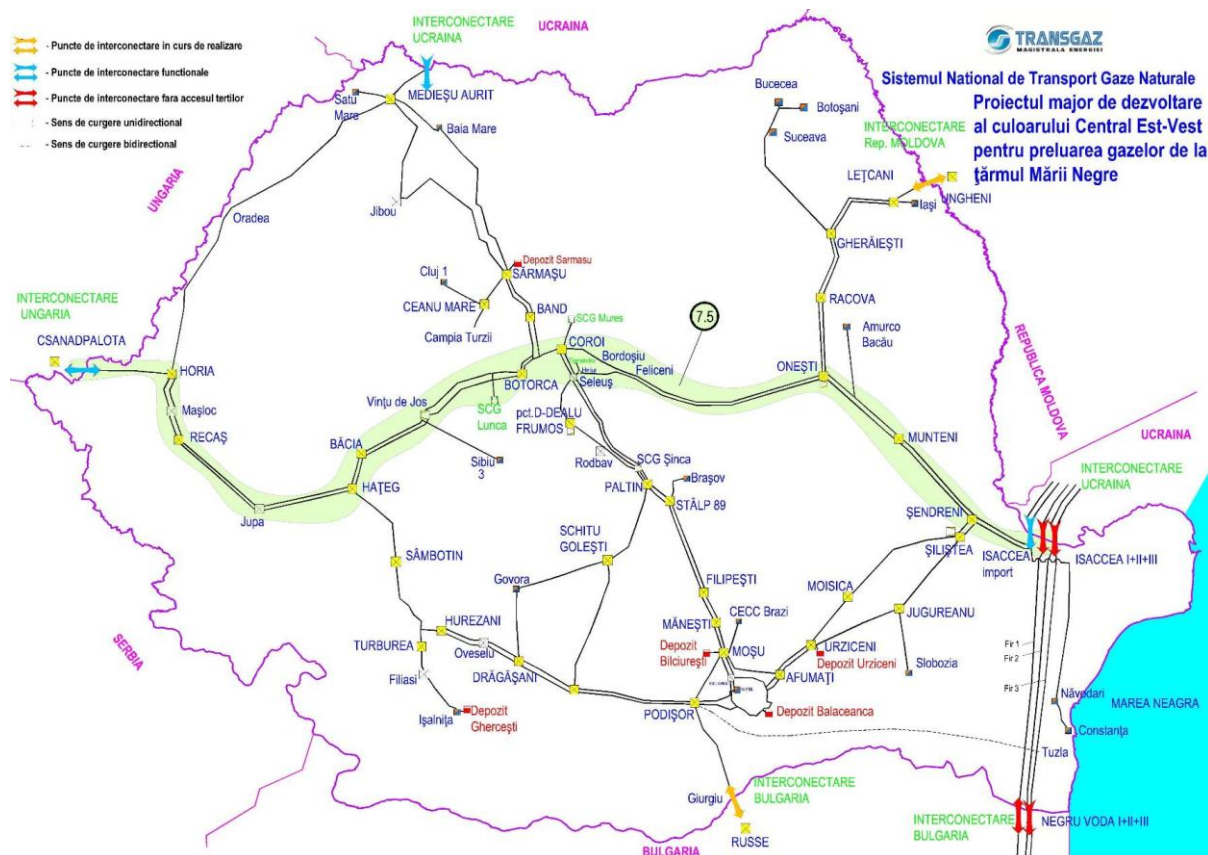 INTERCONECTARE
UCRAINA
UCRAINA
TRANSGAZ
MAGISTRALA ENERGIEI
- Puncte de interconectare in curs de realizare
- Puncte de interconectare functionale
- Puncte de interconectare fara accesul tertilor
- Sens de curgere unidirectional
- Sens de curgere bidirectional
Sistemul National de Transport Gaze Naturale
Proiectul major de dezvoltare
al culoarului Central Est-Vest
pentru preluarea gazelor de la
ţărmul Mării Negre
MEDIEŞU AURIT
Satu
Mare
Baia Mare
Bucecea
Botoşani
Suceava
INTERCONECTARE
Rep. MOLDOVA
LEŢCANI
UNGHENI
Iaşi
UNGARIA
Oradea
Jibou
GHERĂIEŞTI
Depozit Sarmasu
SĂRMAŞU
Cluj 1
CEANU MARE
BAND
Campia Turzii
RACOVA
7.5
SCG Mures
Amurco
Bacău
INTERCONECTARE
UNGARIA
CSANADPALOTA
REPUBLICA MOLDOVA
COROI
Bordoşiu
Feliceni
ONEŞTI
HORIA
BOTORCA
Seleuş
Maşloc
Vinţu de Jos
SCG
Lunca
pct.D-DEALU
FRUMOS
RECAŞ
BĂCIA
MUNTENI
UCRAINA
Sibiu
3
Rodbav
SCG Şinca
INTERCONECTARE
UCRAINA
HAŢEG
PALTIN
Braşov
STÂLP 89
Jupa
ŞENDRENI
SCHITU
GOLEŞTI
ŞILIŞTEA
ISACCEA
import
ISACCEA I+II+III
SÂMBOTIN
Govora
FILIPEŞTI
MOISICA
JUGUREANU
HUREZANI
MĂNEŞTI
CECC Brazi
SERBIA
TURBUREA
Oveselu
Depozit
Bilciureşti
MOŞU
URZICENI
Depozit Urziceni
Slobozia
Fir 1
Fir 2
Fir 3
Filiasi
DRĂGĂŞANI
AFUMAŢI
Işalniţa
Depozit
Gherceşti
PODIŞOR
Depozit Balaceanca
Năvodari
MAREA NEAGRA
Constanţa
Tuzla
Giurgiu
INTERCONECTARE
BULGARIA
RUSSE
INTERCONECTARE
BULGARIA
NEGRU VODA I+II+III
BULGARIA